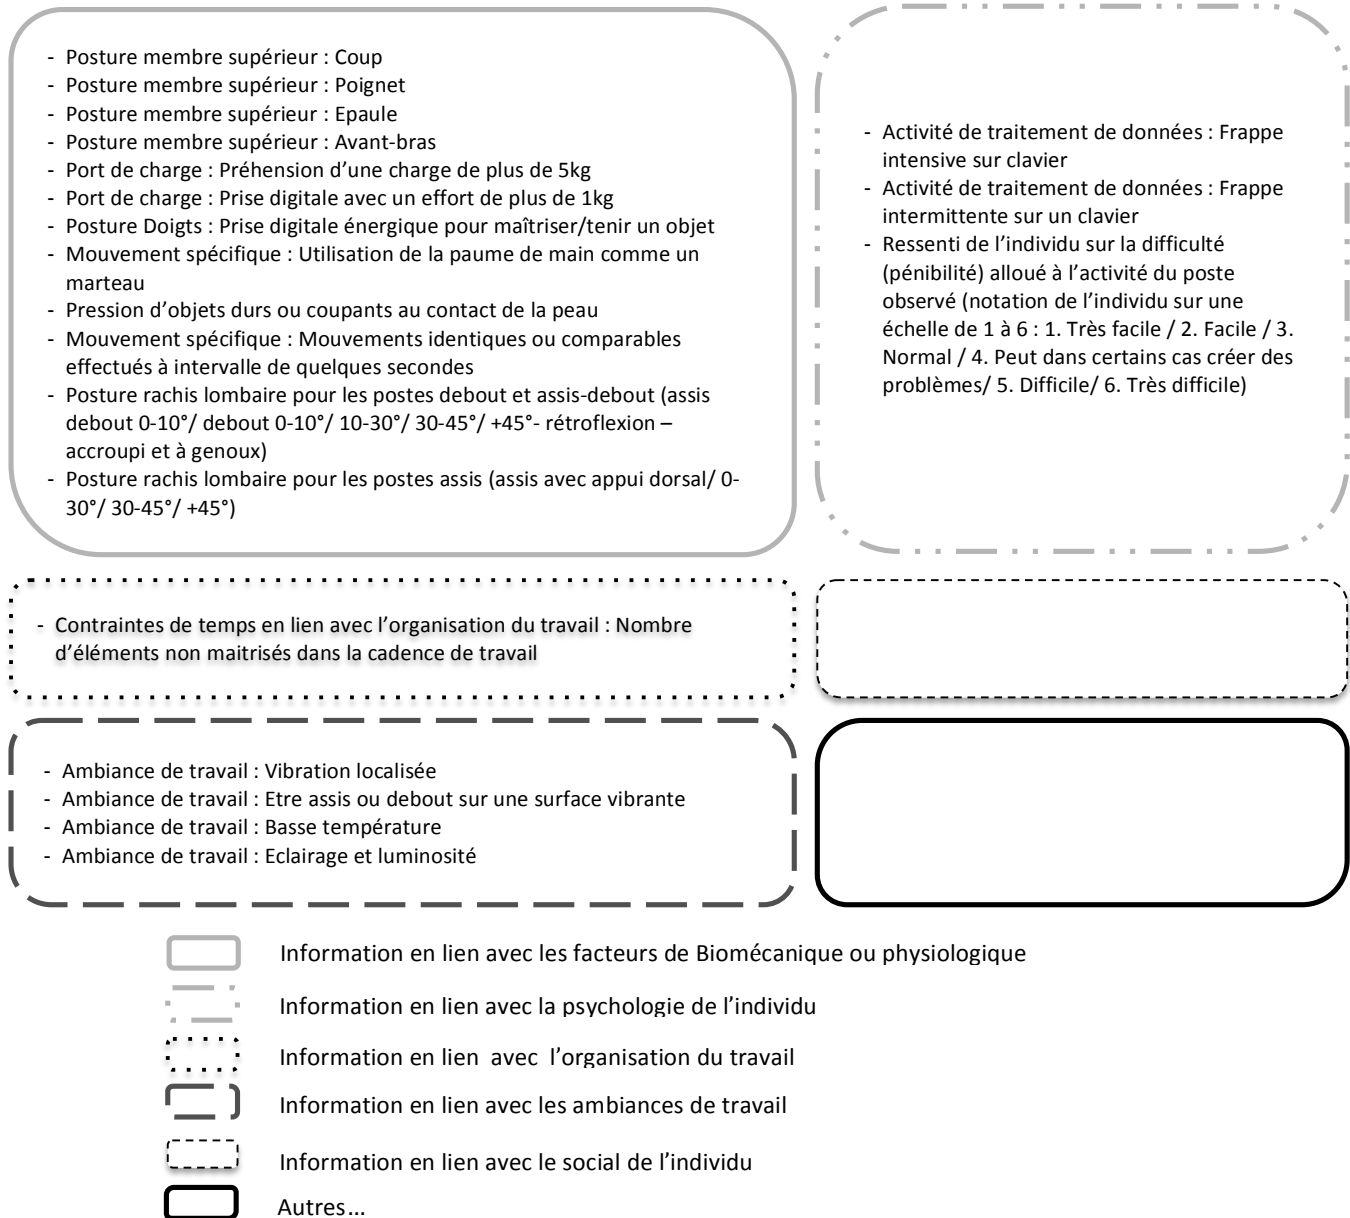 - Posture membre supérieur : Coup
- Posture membre supérieur : Poignet
- Posture membre supérieur : Epaule
- Posture membre supérieur : Avant-bras
- Port de charge : Préhension d’une charge de plus de 5kg
- Port de charge : Prise digitale avec un effort de plus de 1kg
- Posture Doigts : Prise digitale énergique pour maîtriser/tenir un objet
- Mouvement spécifique : Utilisation de la paume de main comme un
marteau
- Pression d’objets durs ou coupants au contact de la peau
- Mouvement spécifique : Mouvements identiques ou comparables
effectués à intervalle de quelques secondes
- Posture rachis lombaire pour les postes debout et assis-debout (assis
debout 0-10°/ debout 0-10°/ 10-30°/ 30-45°/ +45°- rétroflexion –
accroupi et à genoux)
- Posture rachis lombaire pour les postes assis (assis avec appui dorsal/ 0-
30°/ 30-45°/ +45°)
- Activité de traitement de données : Frappe
intensive sur clavier
- Activité de traitement de données : Frappe
intermittente sur un clavier
- Ressenti de l’individu sur la difficulté
(pénibilité) alloué à l’activité du poste
observé (notation de l’individu sur une
échelle de 1 à 6 : 1. Très facile / 2. Facile / 3.
Normal / 4. Peut dans certains cas créer des
problèmes/ 5. Difficile/ 6. Très difficile)
- Contraintes de temps en lien avec l’organisation du travail : Nombre
d’éléments non maitrisés dans la cadence de travail
- Ambiance de travail : Vibration localisée
- Ambiance de travail : Etre assis ou debout sur une surface vibrante
- Ambiance de travail : Basse température
- Ambiance de travail : Eclairage et luminosité
Information en lien avec les facteurs de Biomécanique ou physiologique
Information en lien avec la psychologie de l’individu
Information en lien avec l’organisation du travail
Information en lien avec les ambiances de travail
Information en lien avec le social de l’individu
Autres...